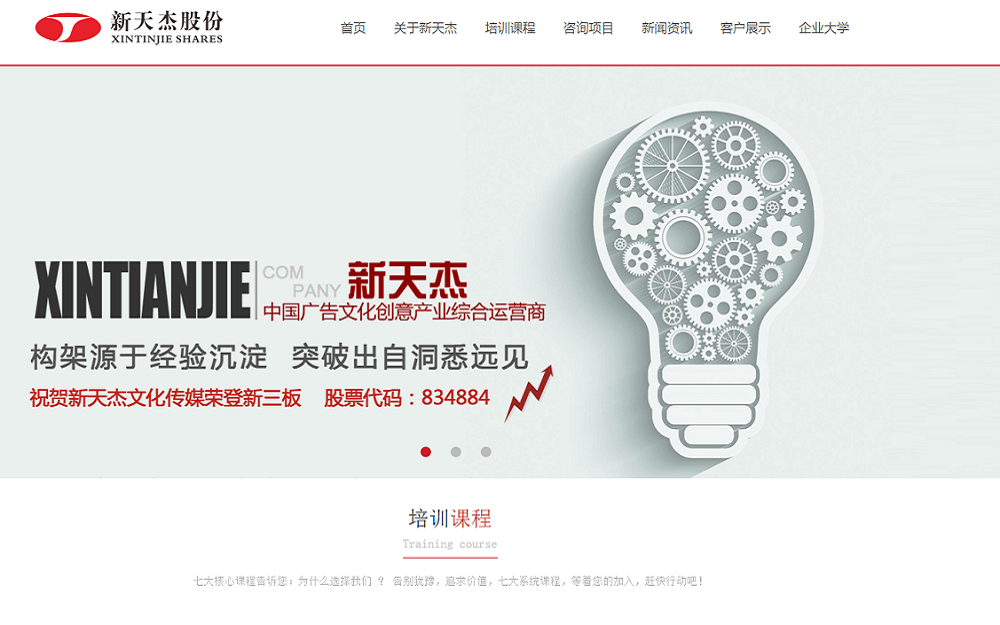 新天杰股份
XINTINJIE SHARES
首页 关于新天杰 培训课程 咨询项目 新闻资讯 客户展示 企业大学
XINTIANJIE COM PANY 新天杰
中国广告文化创意产业综合运营商
构架源于经验沉淀 突破出自洞悉远见
祝贺新天杰文化传媒荣登新三板 股票代码：834884
培训课程
Training course
七大核心课程告诉您：为什么选择我们 ？ 告别犹豫，追求价值，七大系统课程，等着您的加入，赶快行动吧！